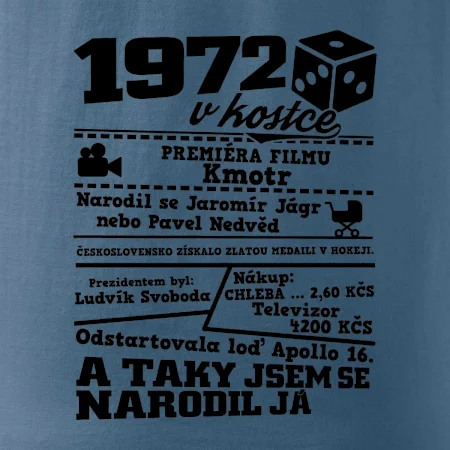 1972
v kostce
PREMIÉRA FILMU
Kmotr
Narodil se Jaromír Jágr
nebo Pavel Nedvěd
ČESKOSLOVENSKO ZÍSKALO ZLATOU MEDAILI V HOKEJI.
Prezidentem byl:
Ludvík Svoboda
Nákup:
CHLEBA ... 2,60 KČS
Televizor
4200 KČS
Odstartovala loď Apollo 16.
A TAKY JSEM SE
NARODIL JÁ